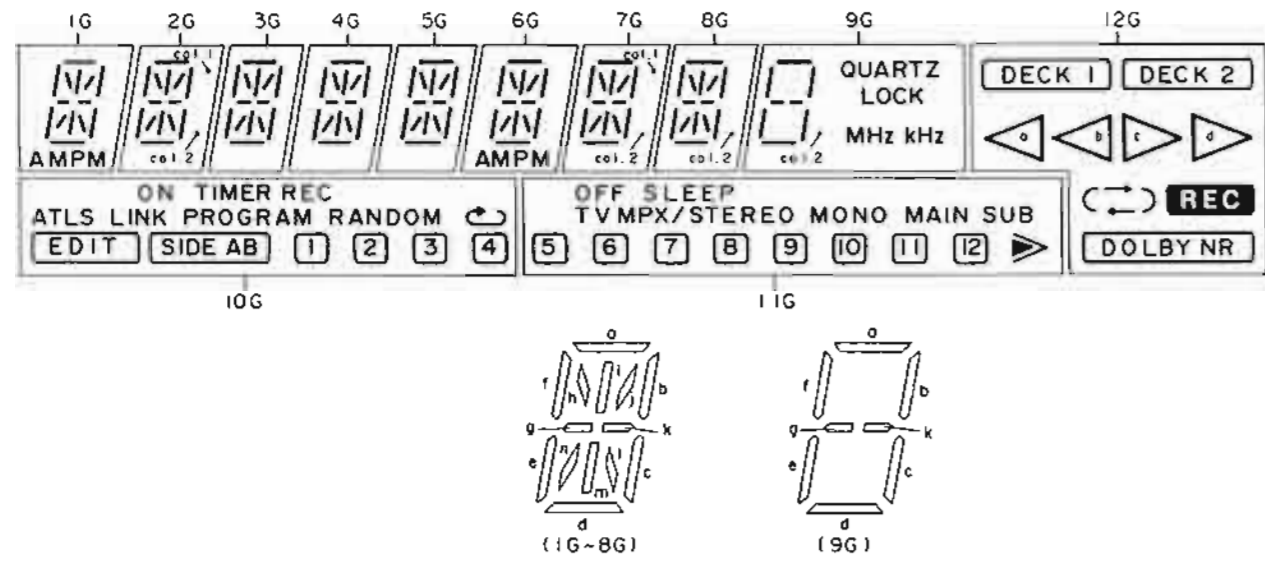 1G 2G 3G 4G 5G 6G 7G 8G 9G 12G
col.1 col.1
QUARTZ
LOCK
MHz kHz
DECK 1 DECK 2
a b c d
AMPM col.2 AMPM col.2 col.2 col.2
REC
ON TIMER REC OFF SLEEP
ATLS LINK PROGRAM RANDOM TV MPX/STEREO MONO MAIN SUB
EDIT SIDE AB 1 2 3 4 5 6 7 8 9 10 11 12 DOLBY NR
10G 11G
a a
f h i j b f b
g k g k
e n m l c e c
d d
(1G~8G) (9G)